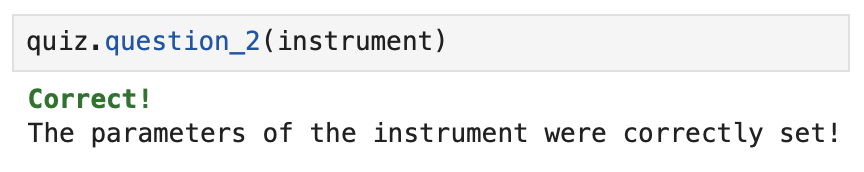 quiz.question_2(instrument)
Correct!
The parameters of the instrument were correctly set!